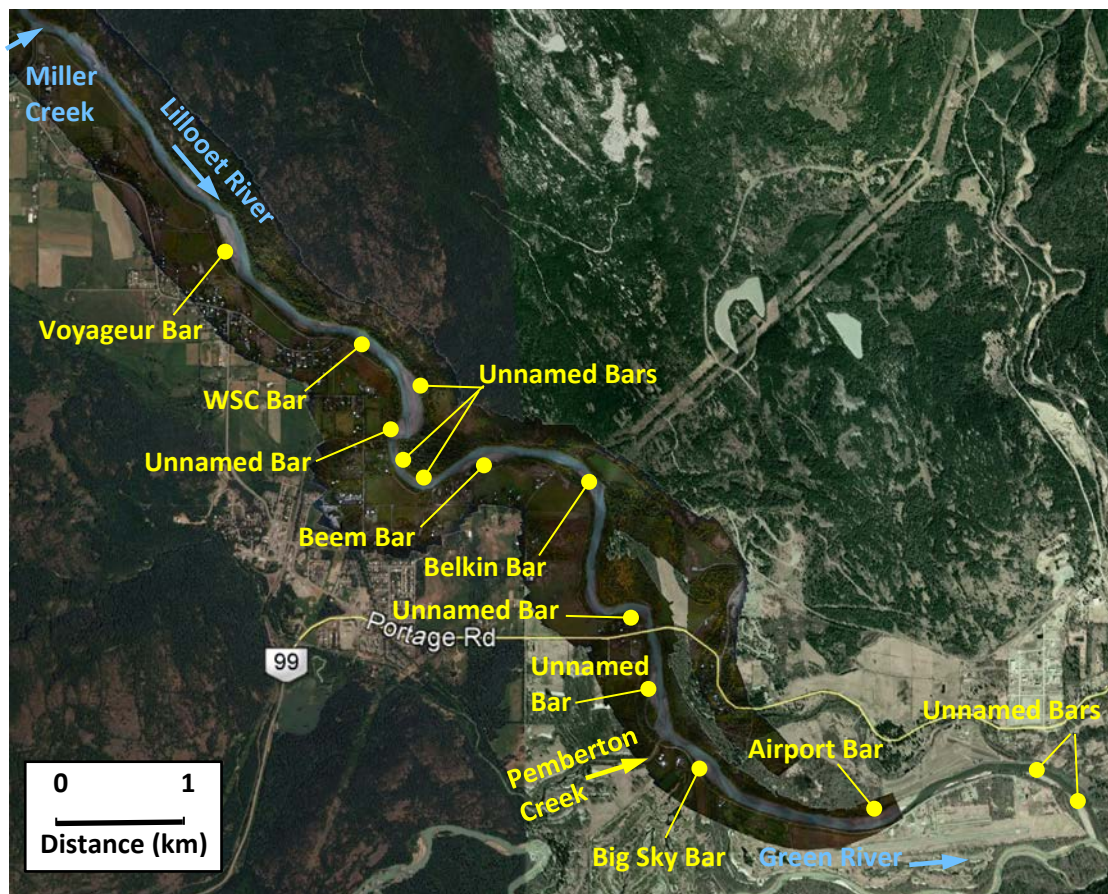 Miller
Creek
Lillooet River
Voyageur Bar
WSC Bar
Unnamed Bars
Unnamed Bar
Beem Bar
Belkin Bar
Unnamed Bar
Portage Rd
99
Unnamed
Bar
Unnamed Bars
Pemberton
Creek
Airport Bar
0 1
Distance (km)
Big Sky Bar
Green River